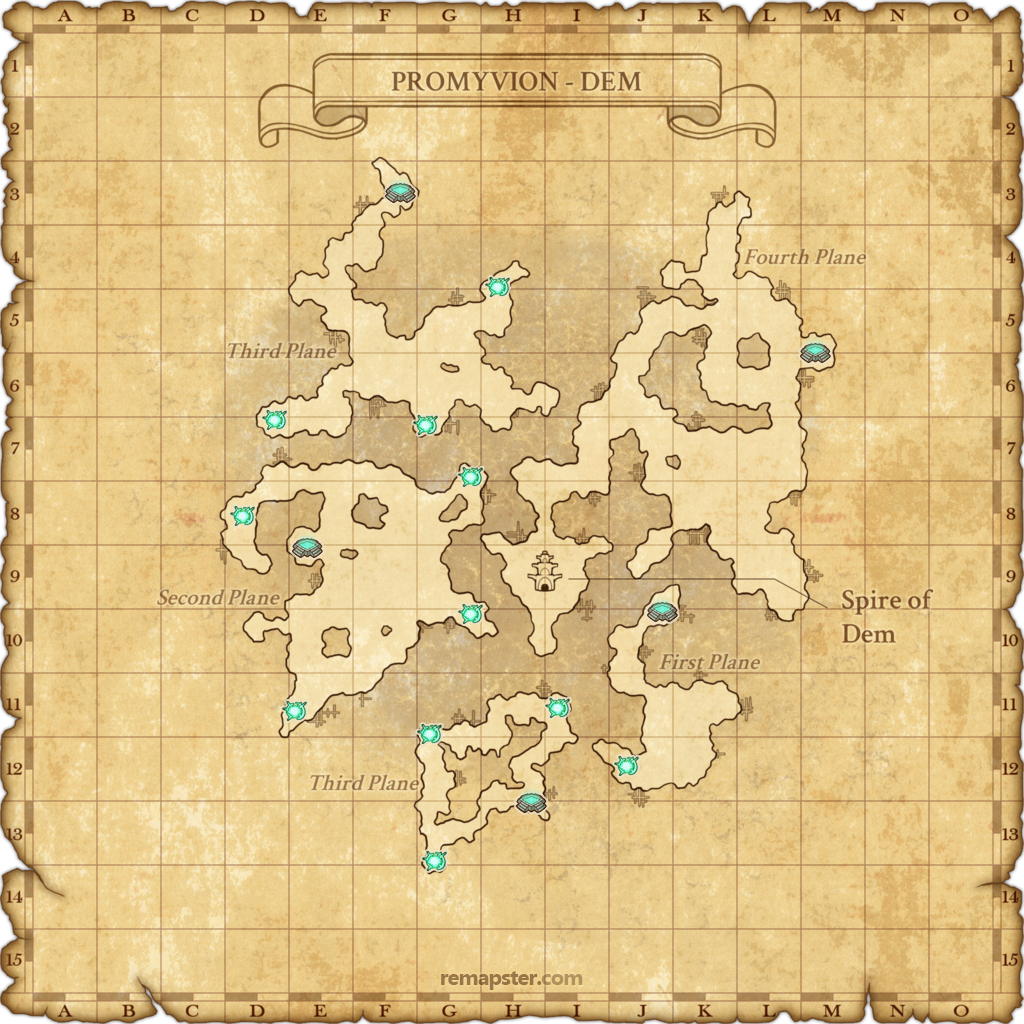 A B C D E F G H I J K L M N O
PROMYVION - DEM
1 1
2 2
3 3
4 4
Fourth Plane
5 5
Third Plane
6 6
7 7
8 8
9 9
Second Plane
Spire of
Dem
10 10
First Plane
11 11
12 12
Third Plane
13 13
14 14
15 15
remapster.com
A B C D E F G H I J K L M N O